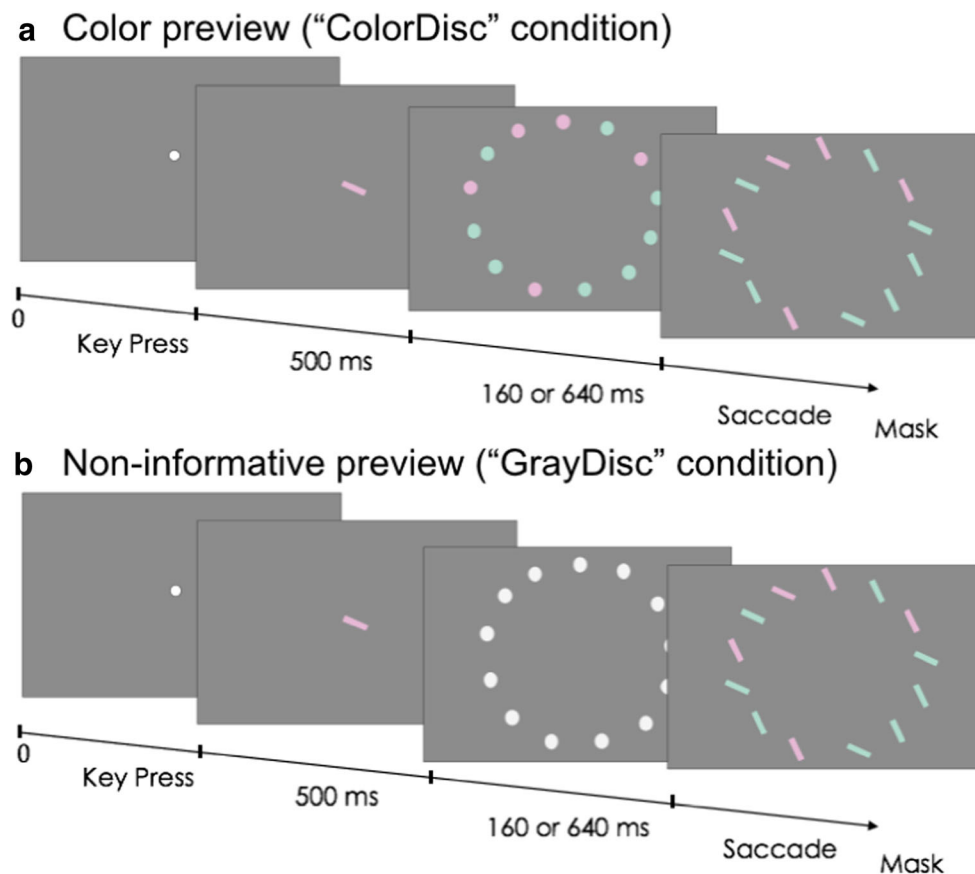 a Color preview (“ColorDisc” condition)
0
Key Press
500 ms
160 or 640 ms
Saccade
Mask
b Non-informative preview (“GrayDisc” condition)
0
Key Press
500 ms
160 or 640 ms
Saccade
Mask